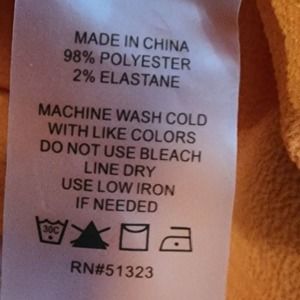 MADE IN CHINA
98% POLYESTER
2% ELASTANE
MACHINE WASH COLD
WITH LIKE COLORS
DO NOT USE BLEACH
LINE DRY
USE LOW IRON
IF NEEDED
30C
RN#51323